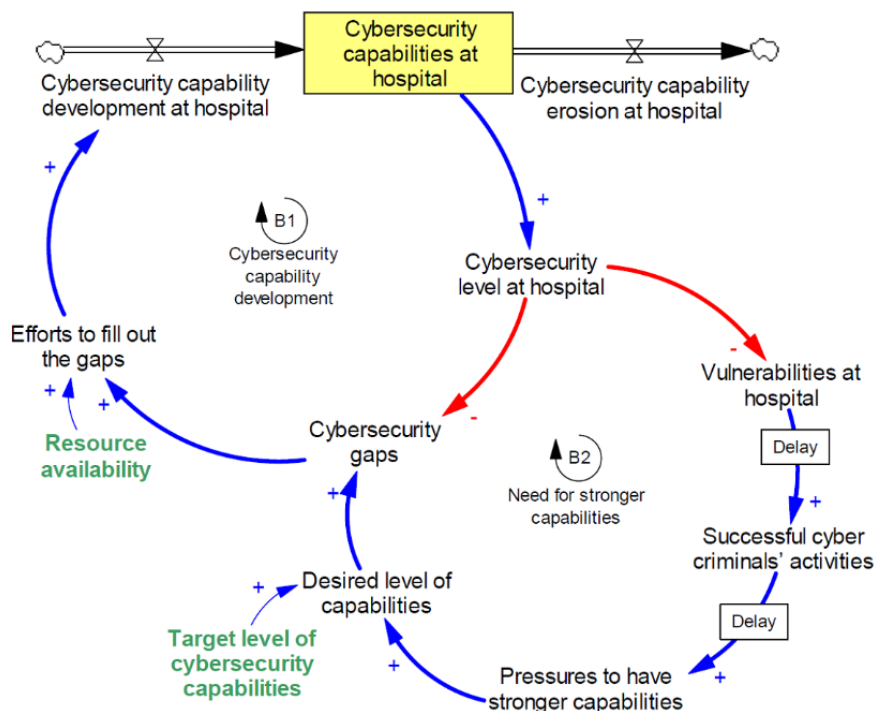 Cybersecurity
capabilities at
hospital
Cybersecurity capability
development at hospital
Cybersecurity capability
erosion at hospital
+
+
B1
Cybersecurity
capability
development
Cybersecurity
level at hospital
Efforts to fill out
the gaps
-
Vulnerabilities at
hospital
+
+
-
Resource
availability
Cybersecurity
gaps
B2
Need for stronger
capabilities
Delay
+
+
Successful cyber
criminals' activities
Desired level of
capabilities
+
Delay
Target level of
cybersecurity
capabilities
+
+
Pressures to have
stronger capabilities